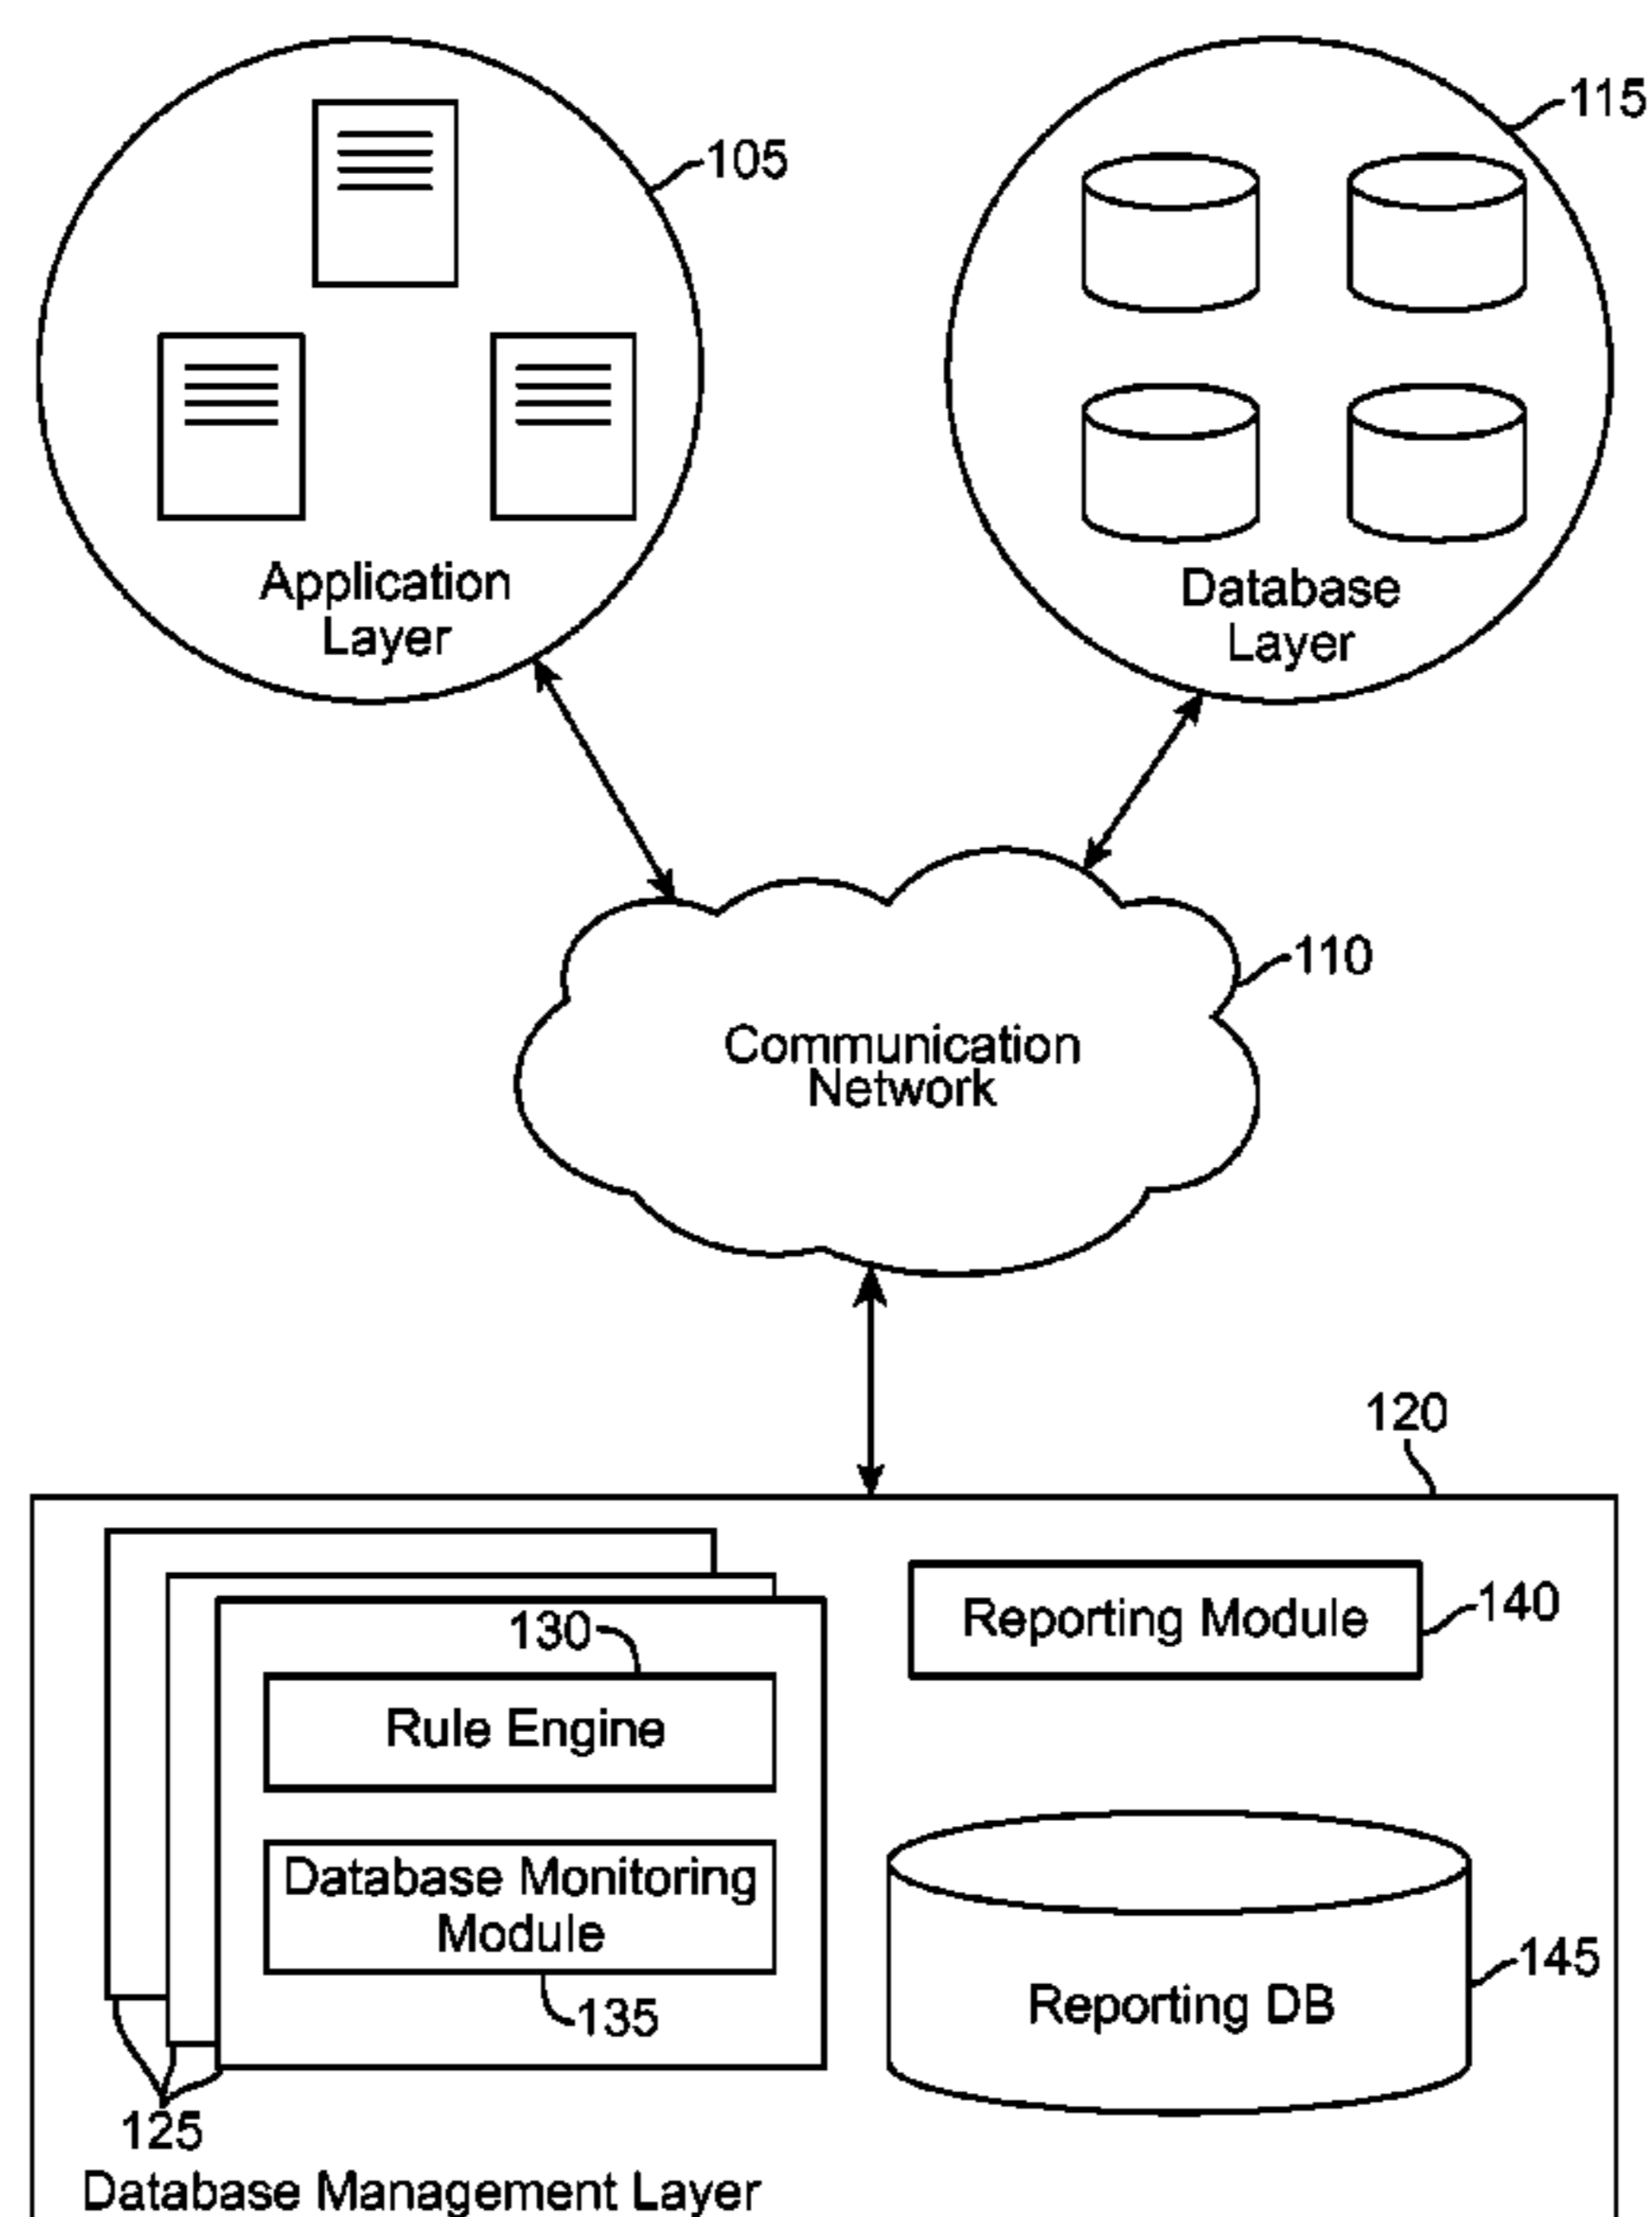 115
105
Application
Layer
Database
Layer
110
Communication
Network
120
130
Reporting Module
140
Rule Engine
Database Monitoring
Module
135
Reporting DB
145
125
Database Management Layer